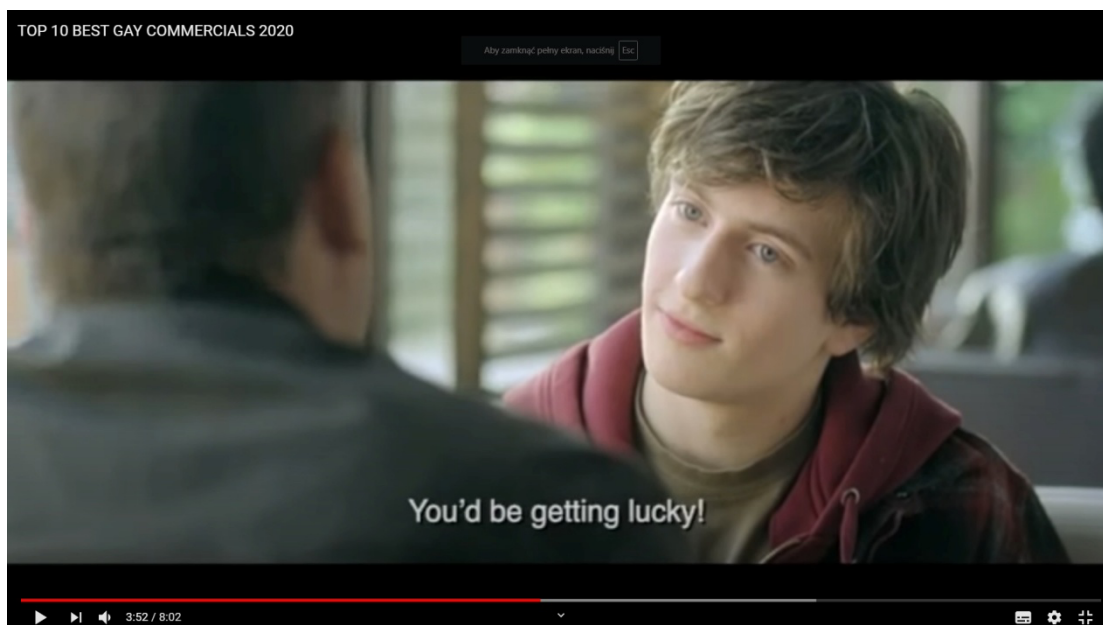 TOP 10 BEST GAY COMMERCIALS 2020
Aby zamknąć pełny ekran, naciśnij Esc
You'd be getting lucky!
3:52 / 8:02